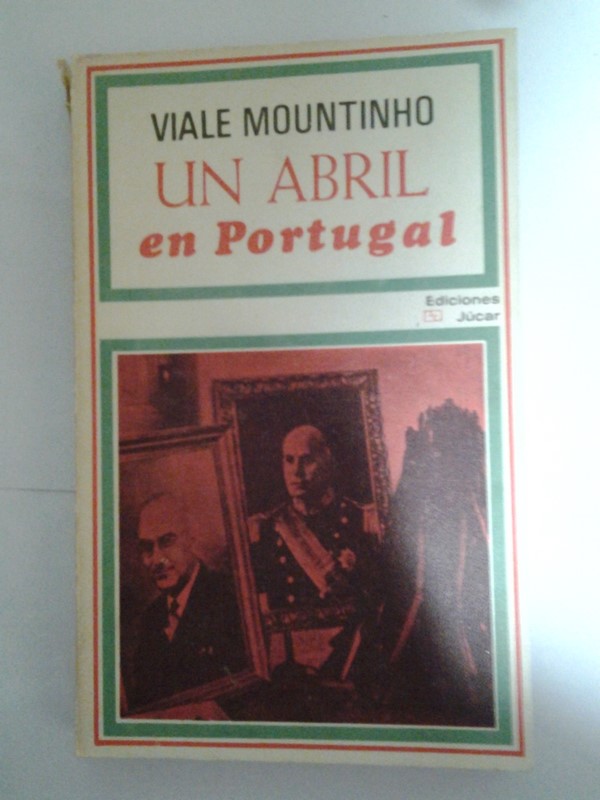 VIALE MOUNTINHO
UN ABRIL
en Portugal
Ediciones
Júcar